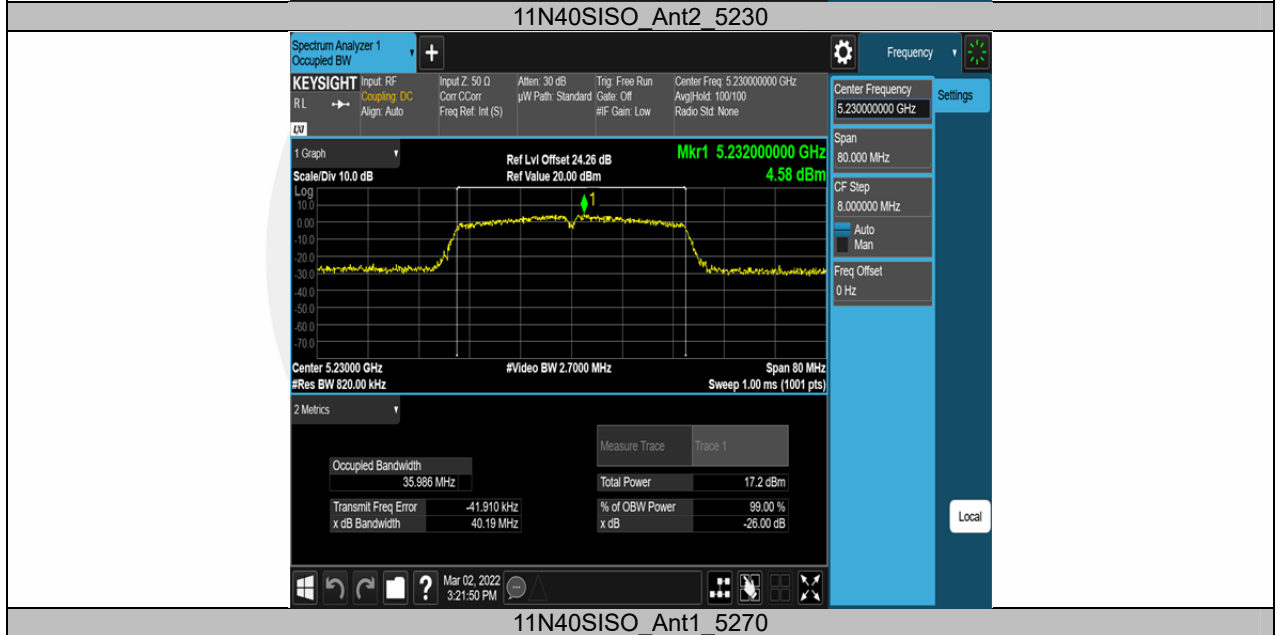 11N40SISO_Ant2_5230
Spectrum Analyzer 1
Occupied BW
+
Frequency
KEYSIGHT
Input: RF
Coupling: DC
Align: Auto
Input Z: 50 Ω
Corr CCorr
Freq Ref: Int (S)
Atten: 30 dB
µW Path: Standard
Trig: Free Run
Gate: Off
#IF Gain: Low
Center Freq: 5.230000000 GHz
Avg|Hold: 100/100
Radio Std: None
RL
LXI
Center Frequency
5.230000000 GHz
Settings
Span
80.000 MHz
CF Step
8.000000 MHz
Auto
Man
Freq Offset
0 Hz
1 Graph
Scale/Div 10.0 dB
Ref Lvl Offset 24.26 dB
Ref Value 20.00 dBm
Mkr1 5.232000000 GHz
4.58 dBm
Log
10.0
0.00
-10.0
-20.0
-30.0
-40.0
-50.0
-60.0
-70.0
1
Center 5.23000 GHz
#Res BW 820.00 kHz
#Video BW 2.7000 MHz
Span 80 MHz
Sweep 1.00 ms (1001 pts)
2 Metrics
Measure Trace Trace 1
Occupied Bandwidth
35.986 MHz
Total Power 17.2 dBm
Transmit Freq Error -41.910 kHz
% of OBW Power 99.00 %
x dB Bandwidth 40.19 MHz
x dB -26.00 dB
Local
?
Mar 02, 2022
3:21:50 PM
11N40SISO_Ant1_5270